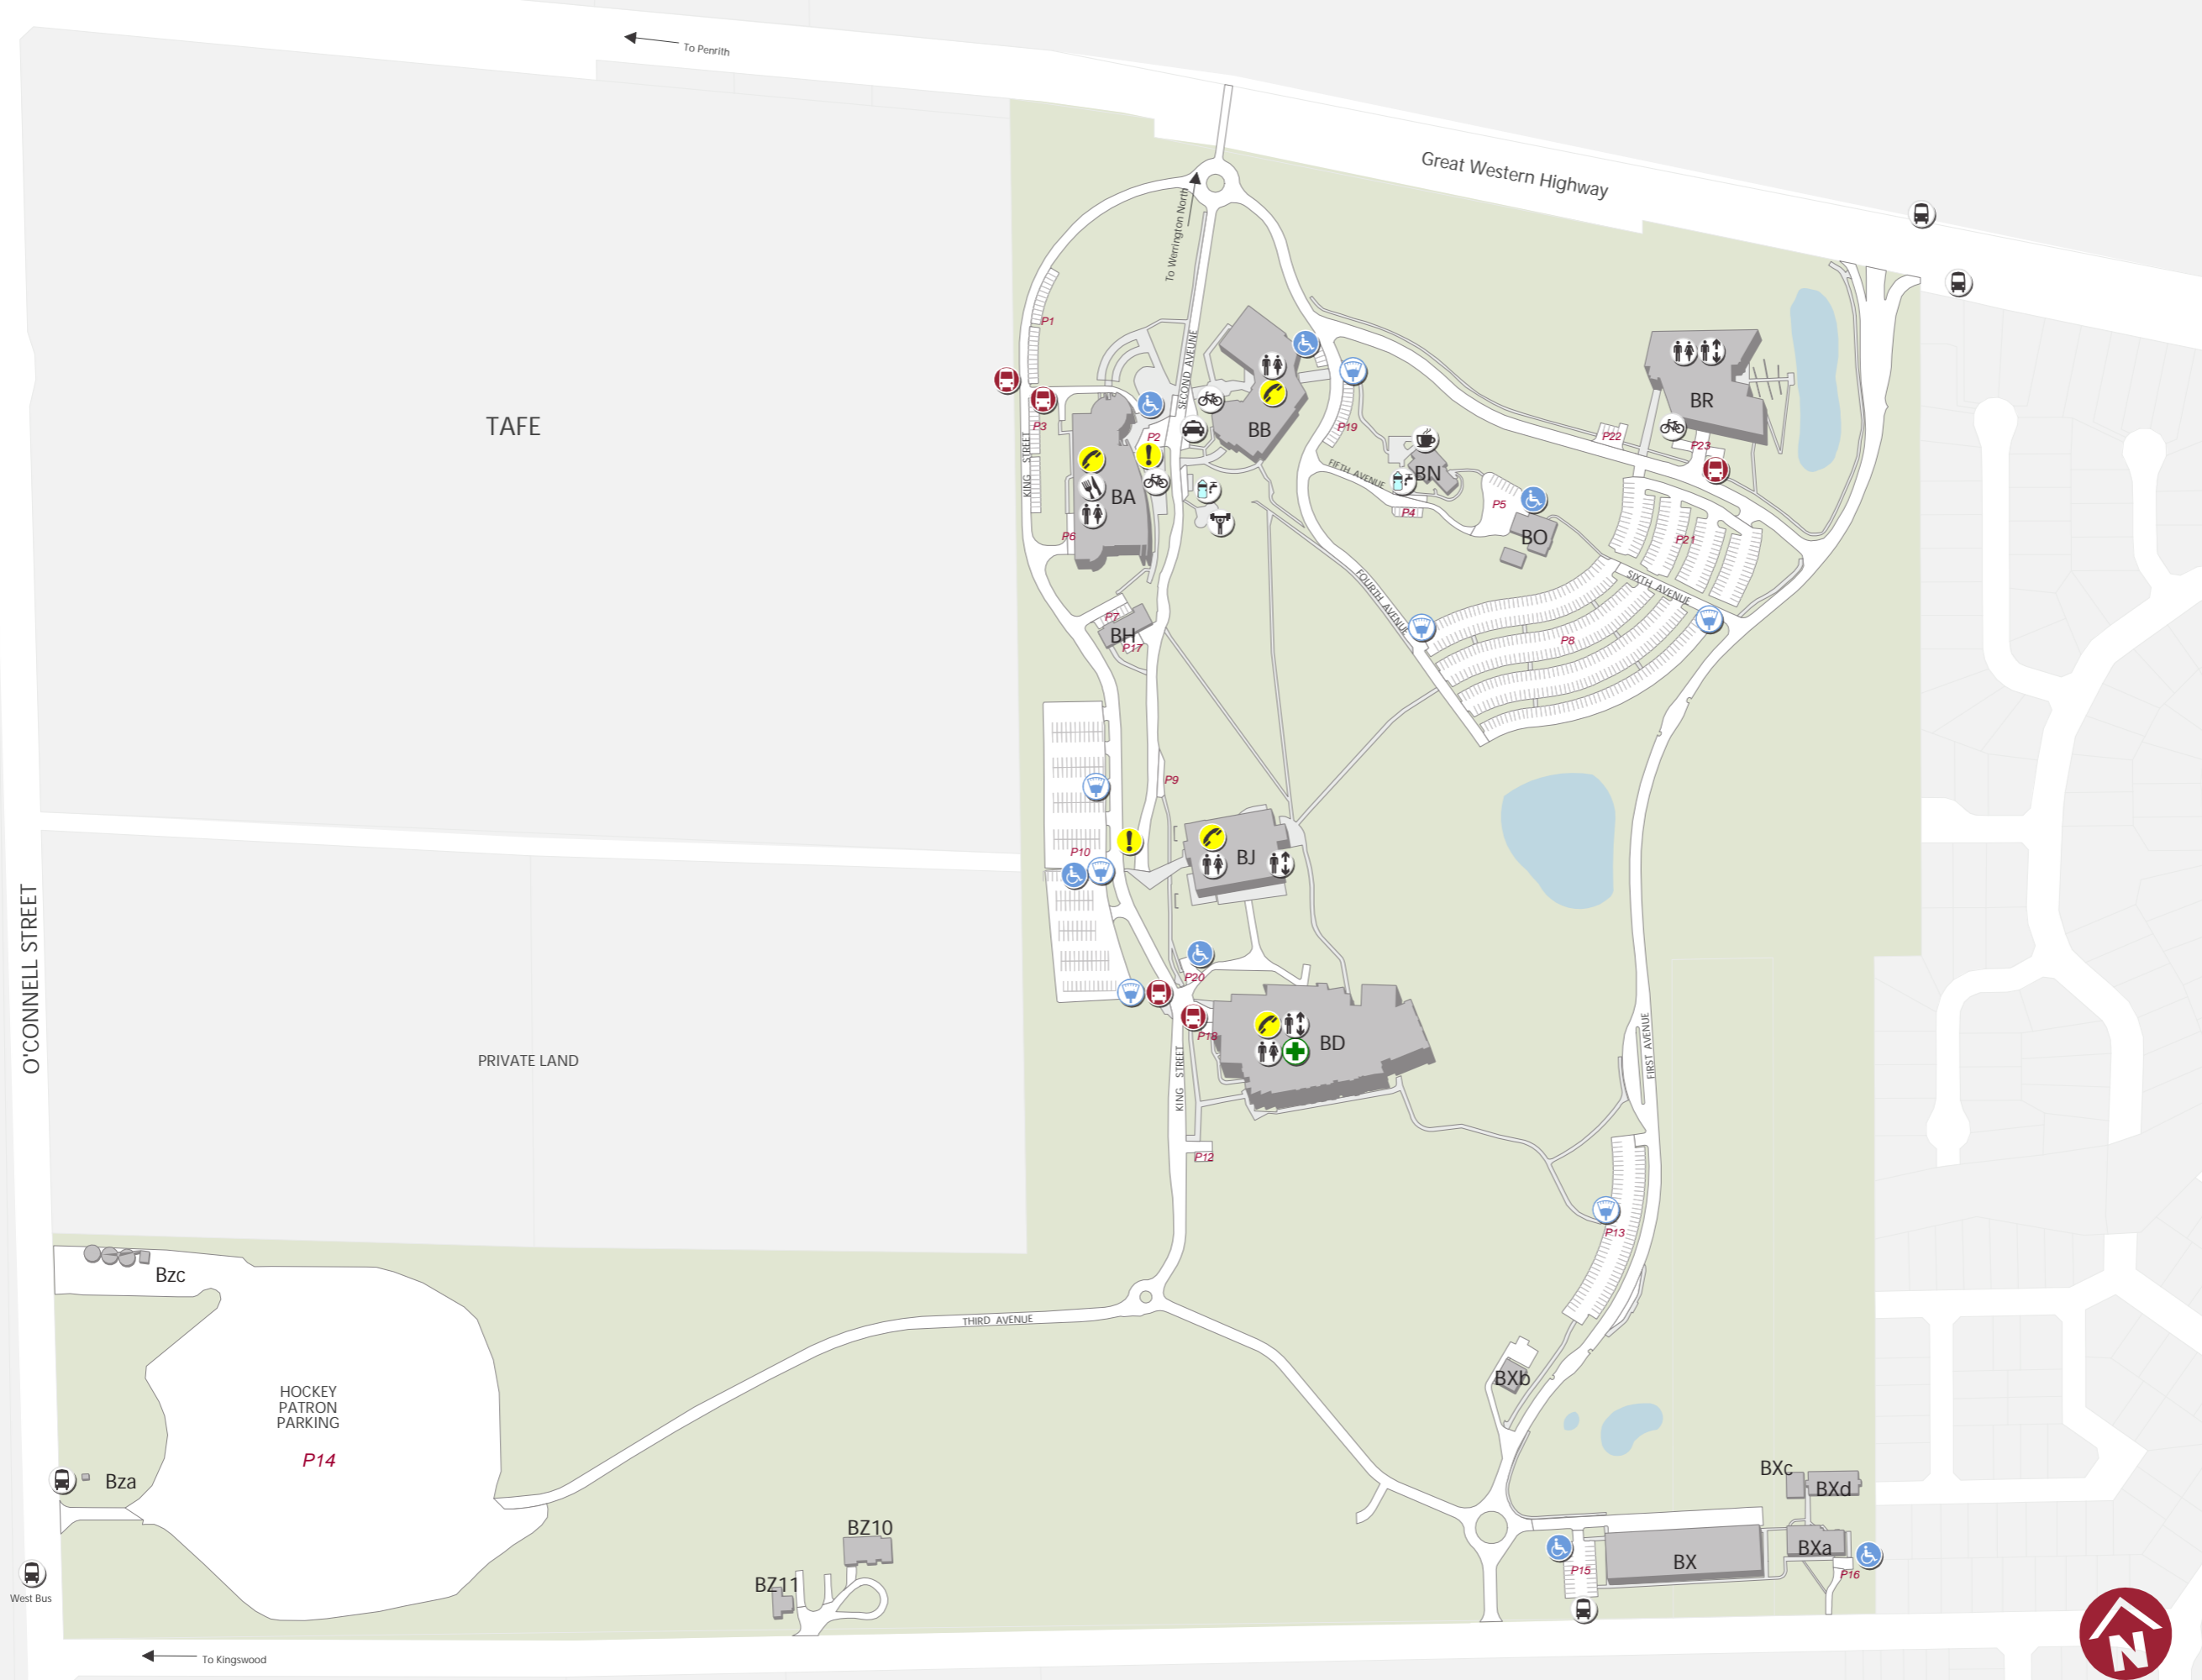 To Penrith
Great Western Highway
To Werrington North
TAFE
P1
SECOND AVEUNE
P3
P2
KING STREET
BA
P6
BB
P19
FIFTH AVENUE
BN
P4
P5
BO
BR
P22
P23
P21
SIXTH AVENUE
P8
FOURTH AVENUE
P7
BH
P17
P9
P10
BJ
P20
P18
BD
KING STREET
P12
FIRST AVENUE
P13
O'CONNELL STREET
PRIVATE LAND
Bzc
THIRD AVENUE
HOCKEY
PATRON
PARKING
P14
Bza
West Bus
BZ10
BZ11
BXb
BXc
BXd
BX
BXa
P15
P16
To Kingswood
N